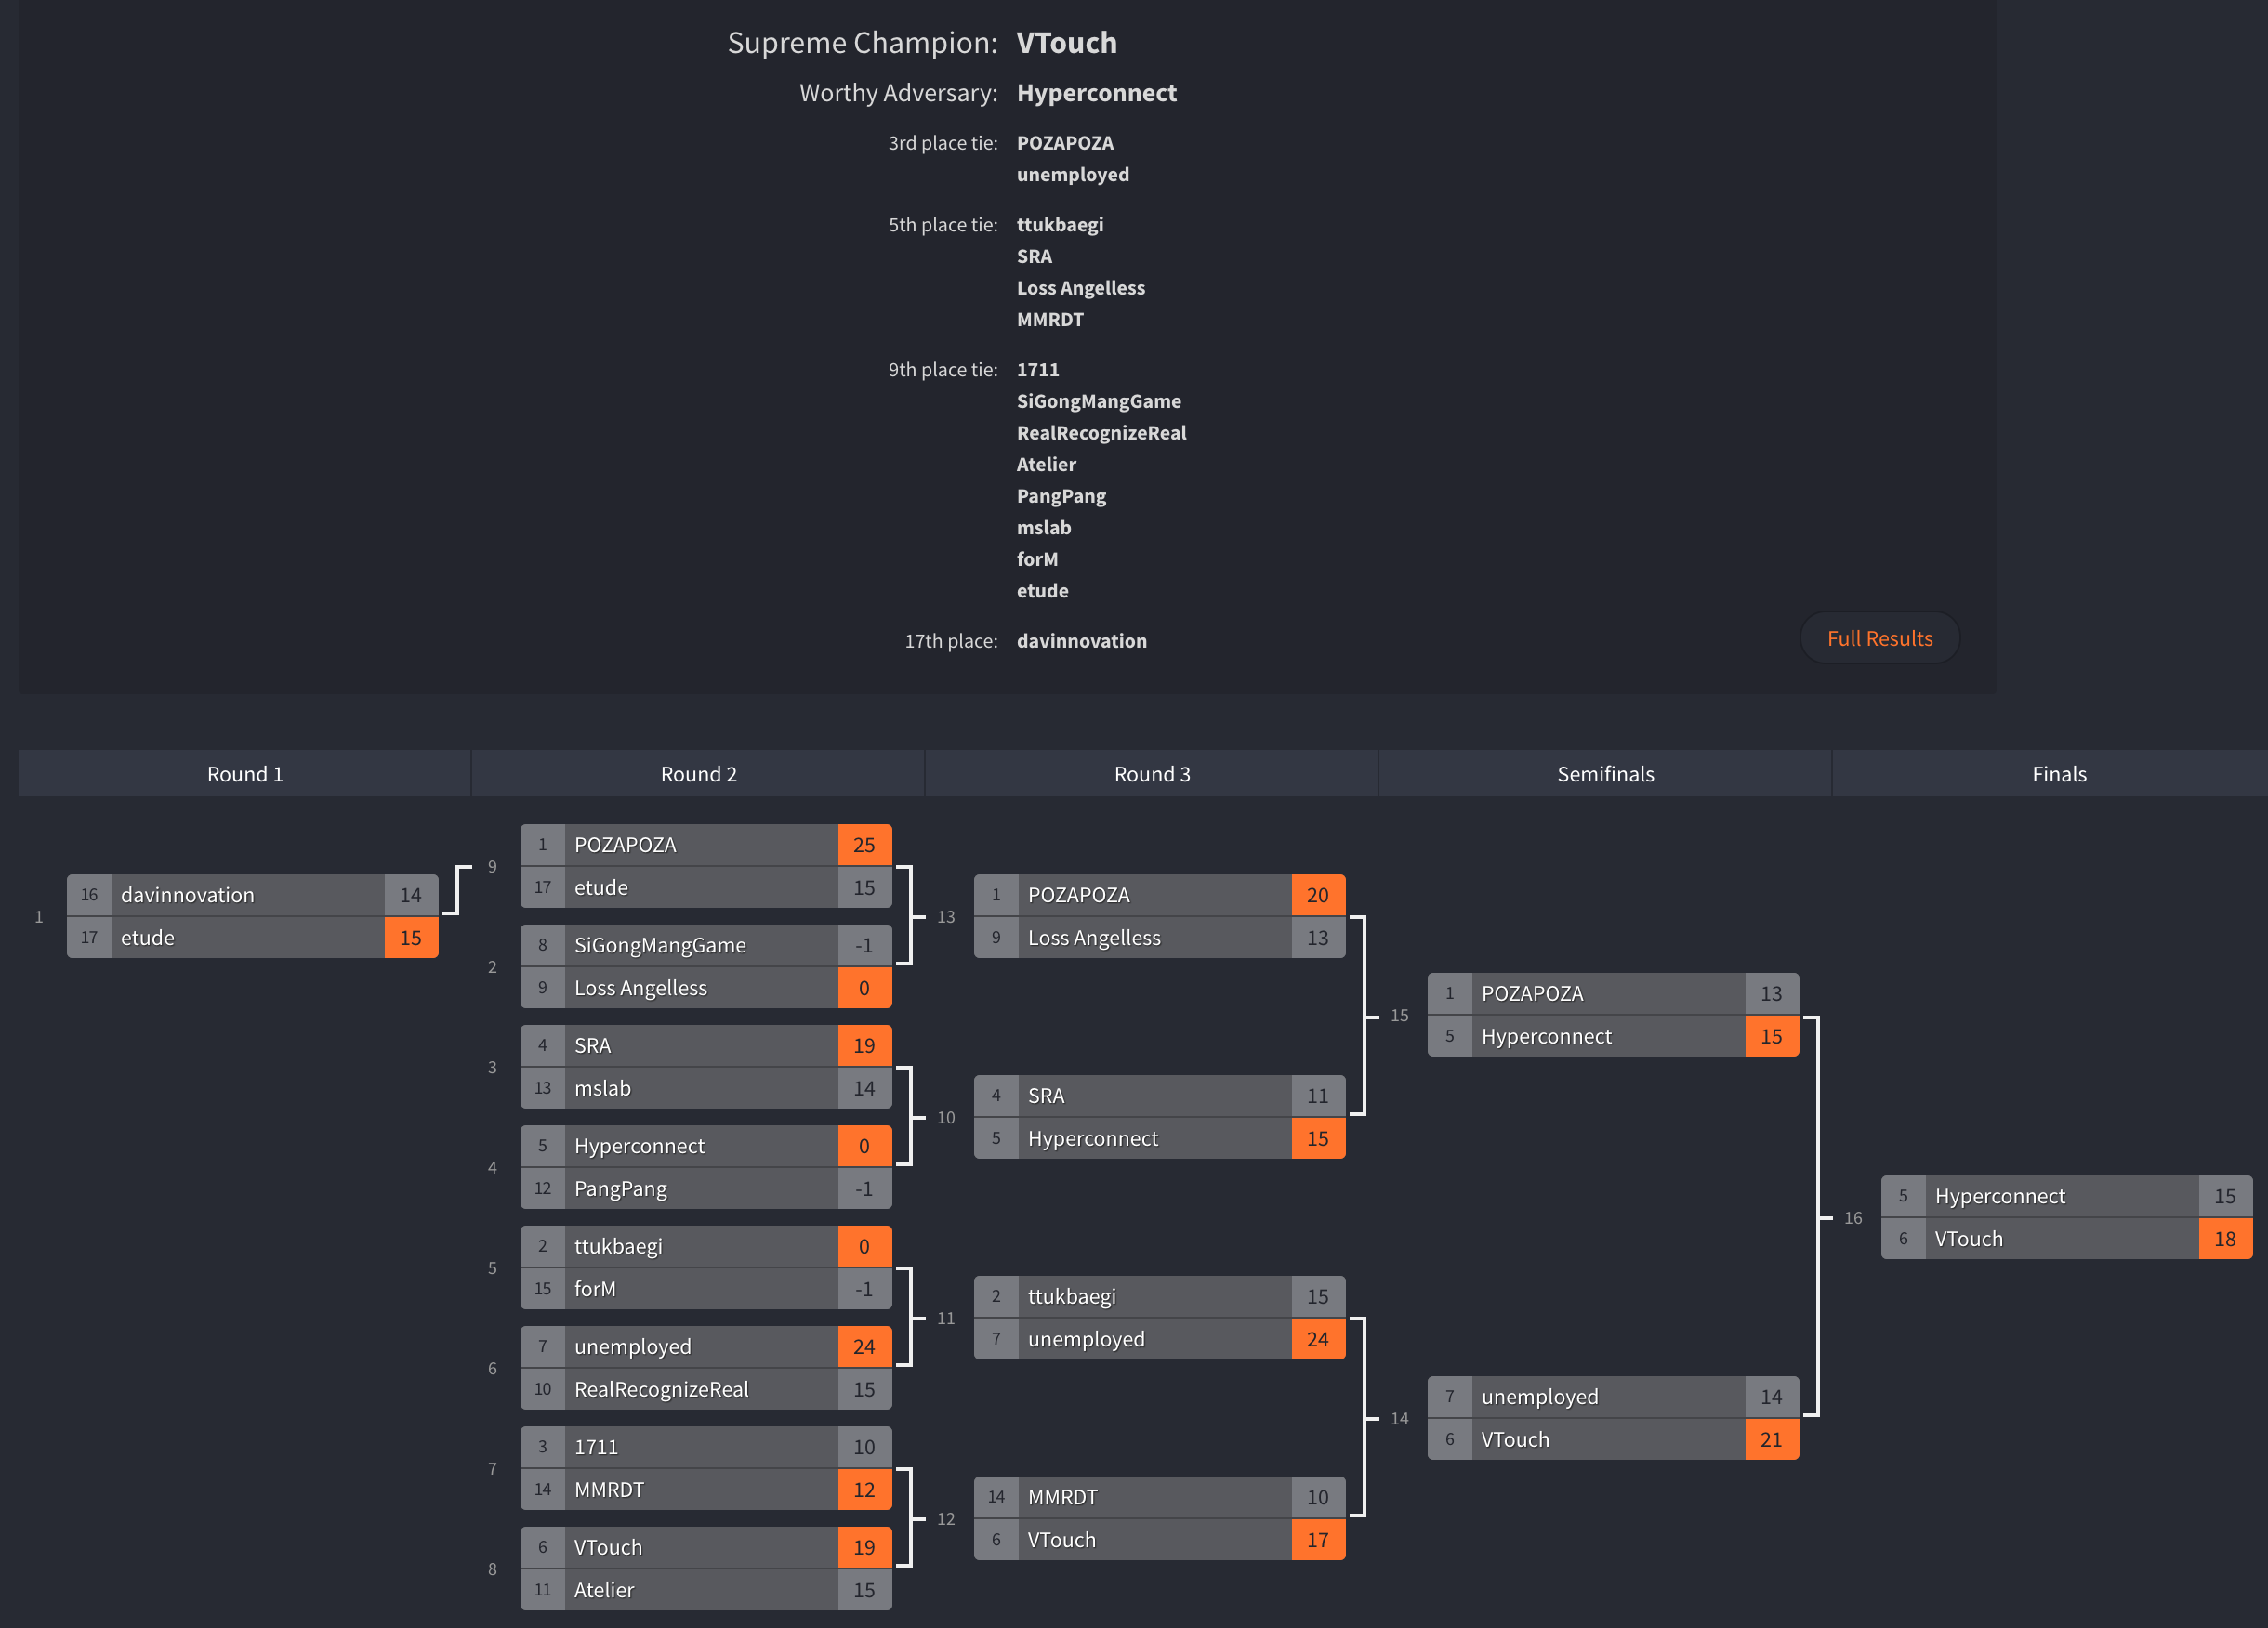 Supreme Champion: VTouch
Worthy Adversary: Hyperconnect
3rd place tie: POZAPOZA
unemployed
5th place tie: ttukbaegi
SRA
Loss Angelless
MMRDT
9th place tie: 1711
SiGongMangGame
RealRecognizeReal
Atelier
PangPang
mslab
forM
etude
17th place: davinnovation
Full Results
Round 1 Round 2 Round 3 Semifinals Finals
1
16 davinnovation 14
17 etude 15
9
1 POZAPOZA 25
17 etude 15
2
8 SiGongMangGame -1
9 Loss Angelless 0
3
4 SRA 19
13 mslab 14
4
5 Hyperconnect 0
12 PangPang -1
5
2 ttukbaegi 0
15 forM -1
6
7 unemployed 24
10 RealRecognizeReal 15
7
3 1711 10
14 MMRDT 12
8
6 VTouch 19
11 Atelier 15
13
1 POZAPOZA 20
9 Loss Angelless 13
10
4 SRA 11
5 Hyperconnect 15
11
2 ttukbaegi 15
7 unemployed 24
12
14 MMRDT 10
6 VTouch 17
15
1 POZAPOZA 13
5 Hyperconnect 15
14
7 unemployed 14
6 VTouch 21
16
5 Hyperconnect 15
6 VTouch 18